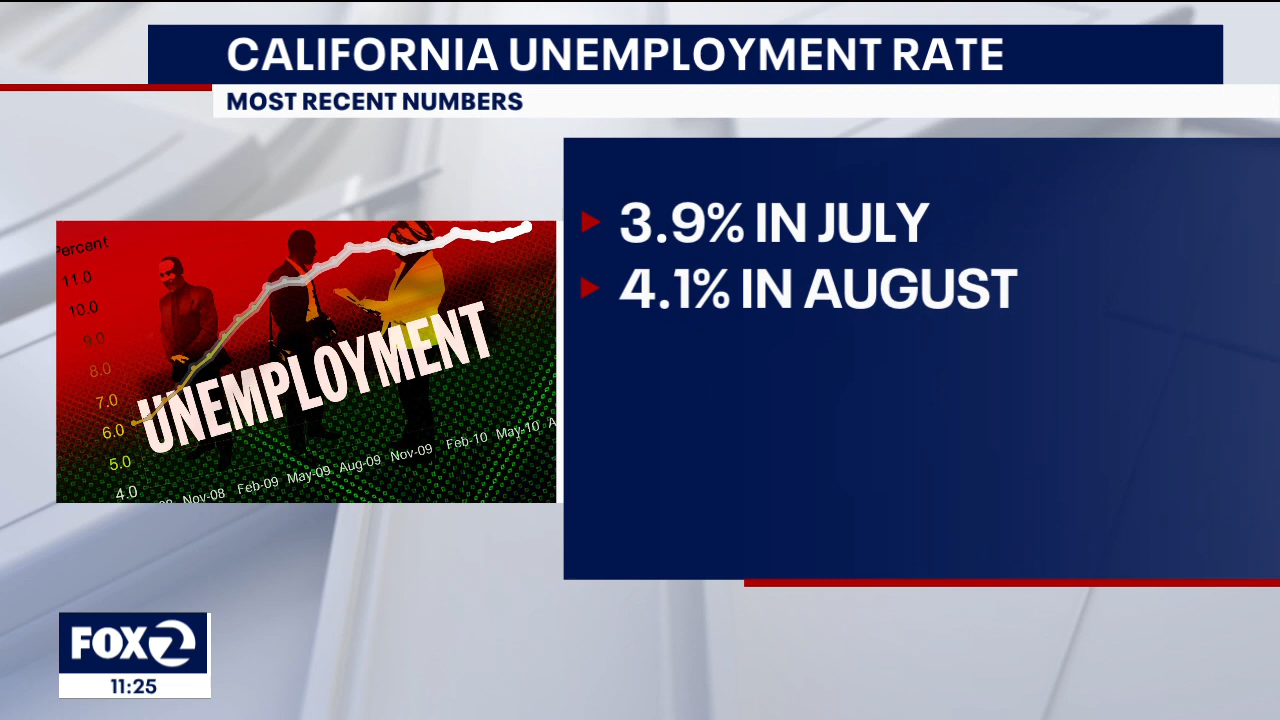 CALIFORNIA UNEMPLOYMENT RATE
MOST RECENT NUMBERS
3.9% IN JULY
4.1% IN AUGUST
Percent
11.0
10.0
9.0
8.0
7.0
6.0
5.0
4.0
UNEMPLOYMENT
Nov-08 Feb-09 May-09 Aug-09 Nov-09 Feb-10 May-10 A
FOX 2
11:25